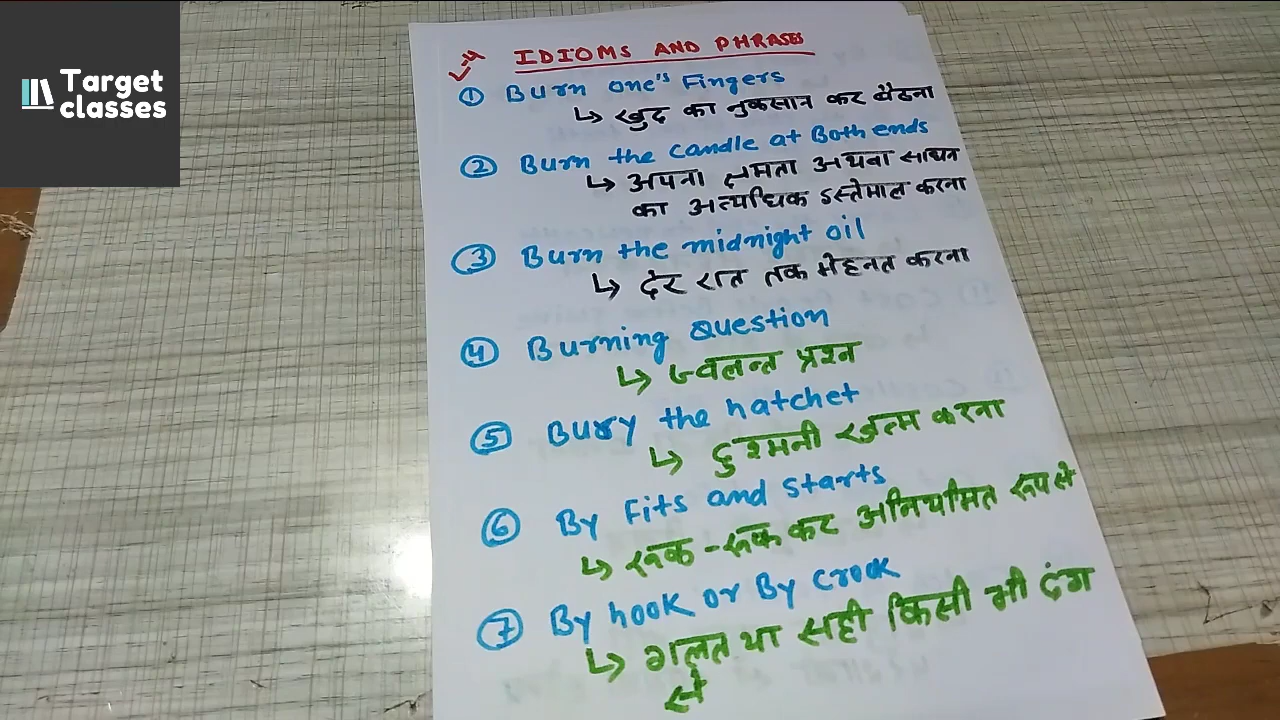 Target
classes
IDIOMS AND PHRASES
① Burn one's Fingers
↳ खुद का नुकसान कर बैठना
② Burn the candle at Both ends
↳ अपनी क्षमता अथवा साधन
का अत्यधिक इस्तेमाल करना
③ Burn the midnight oil
↳ देर रात तक मेहनत करना
④ Burning Question
↳ ज्वलन्त प्रश्न
⑤ Bury the hatchet
↳ दुश्मनी खत्म करना
⑥ By Fits and starts
↳ रूक-रूक कर अनियमित रूप से
⑦ By hook or By crook
↳ गलत या सही किसी भी ढंग
से